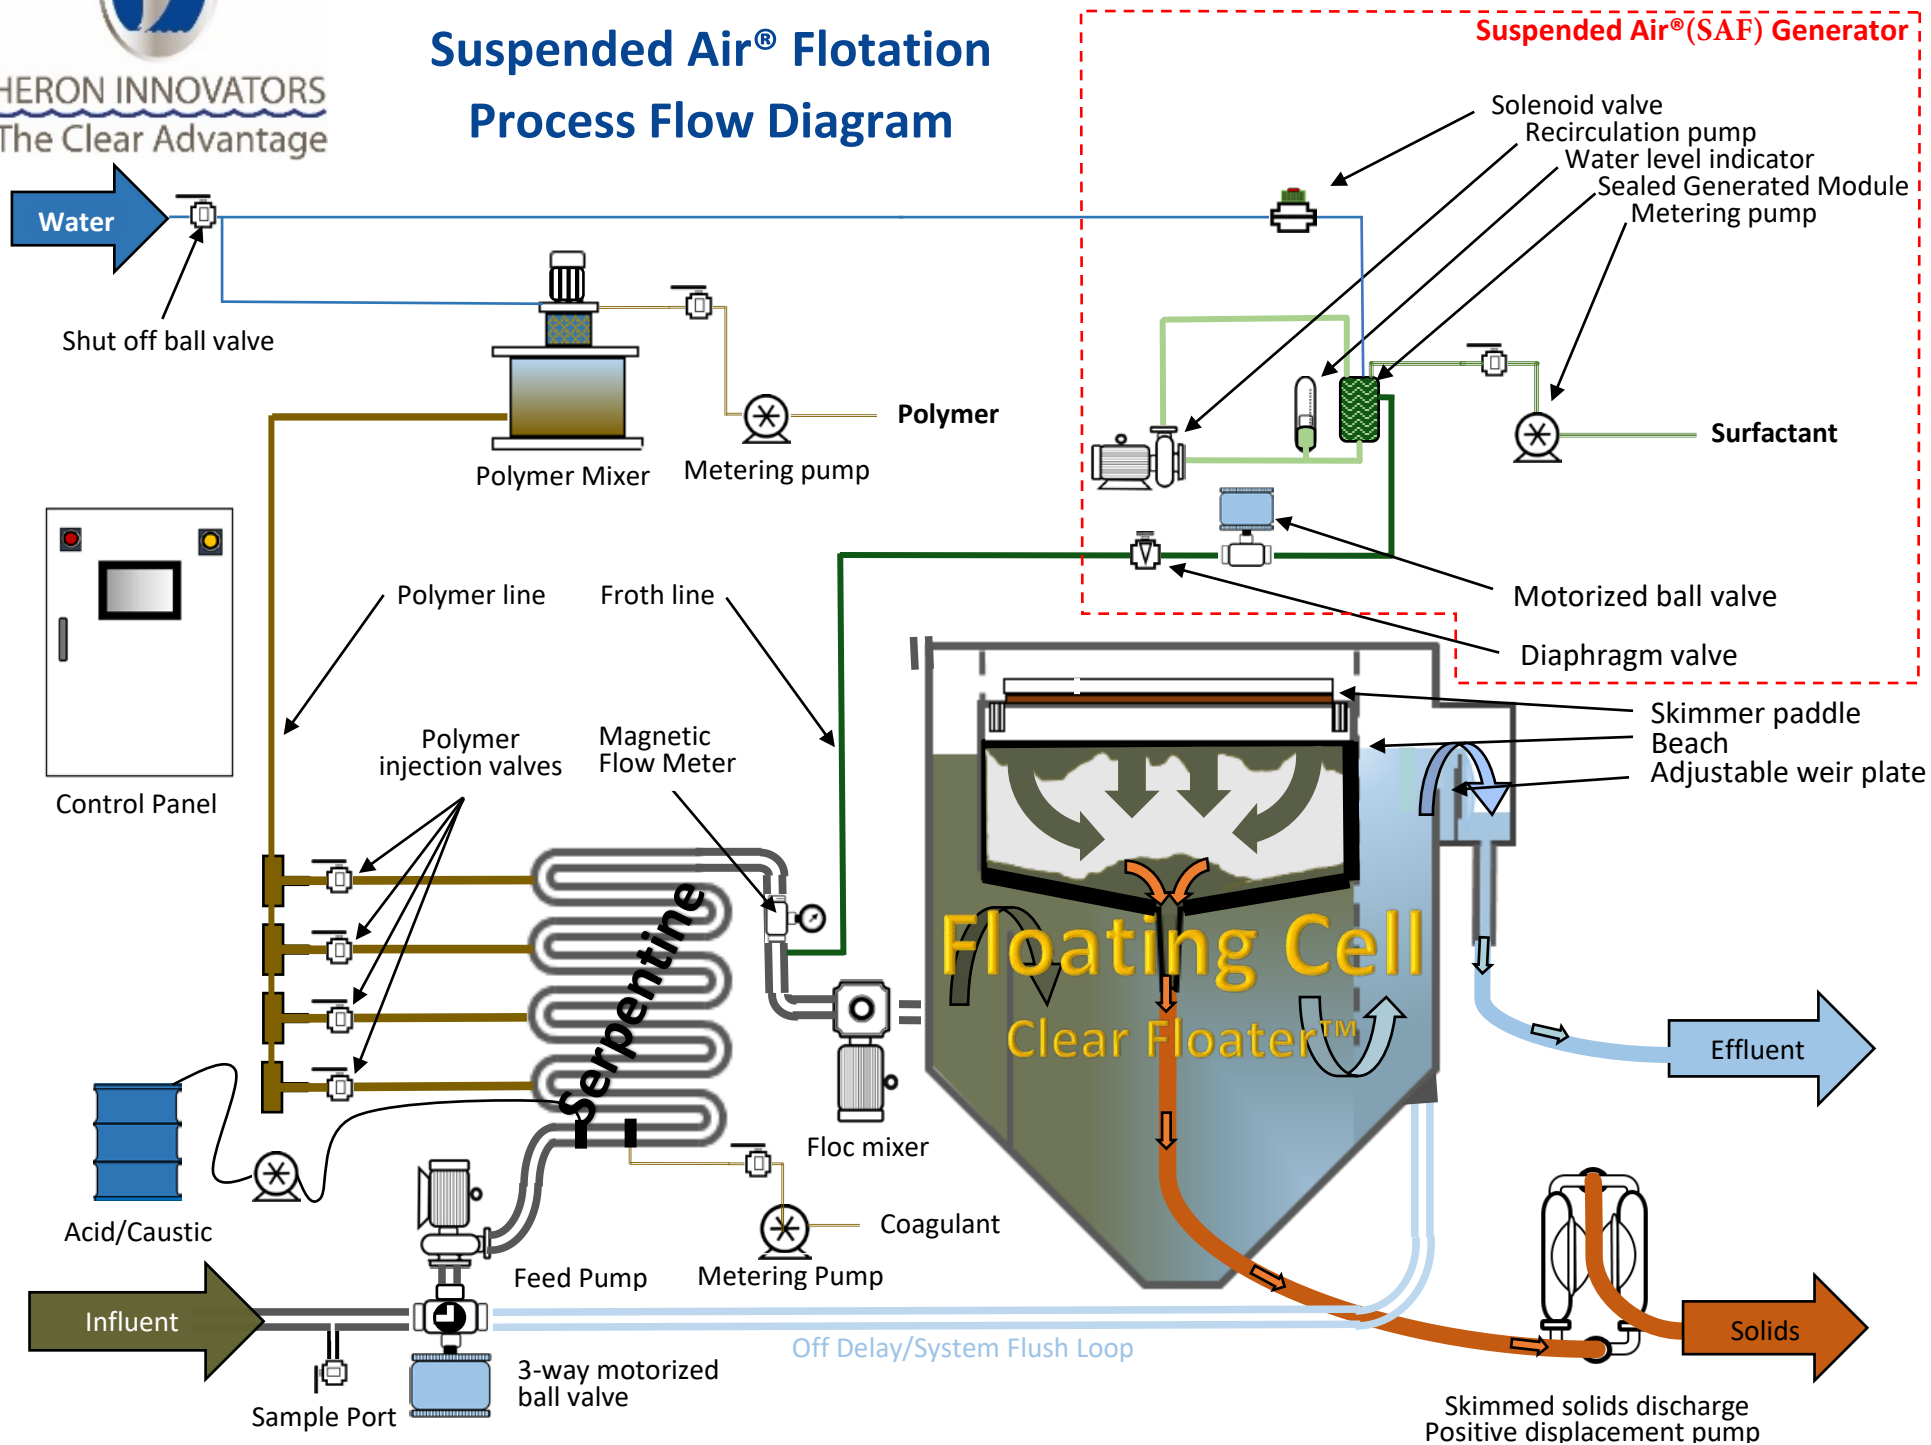 HERON INNOVATORS
The Clear Advantage
Suspended Air® Flotation
Process Flow Diagram
Suspended Air®(SAF) Generator
Solenoid valve
Recirculation pump
Water level indicator
Sealed Generated Module
Metering pump
Water
Shut off ball valve
Polymer
Polymer Mixer
Metering pump
Surfactant
Motorized ball valve
Diaphragm valve
Polymer line
Froth line
Skimmer paddle
Beach
Adjustable weir plate
Polymer
injection valves
Magnetic
Flow Meter
Control Panel
Serpentine
Floating Cell
Clear Floater™
Effluent
Floc mixer
Acid/Caustic
Coagulant
Feed Pump
Metering Pump
Influent
Off Delay/System Flush Loop
Solids
3-way motorized
ball valve
Sample Port
Skimmed solids discharge
Positive displacement pump